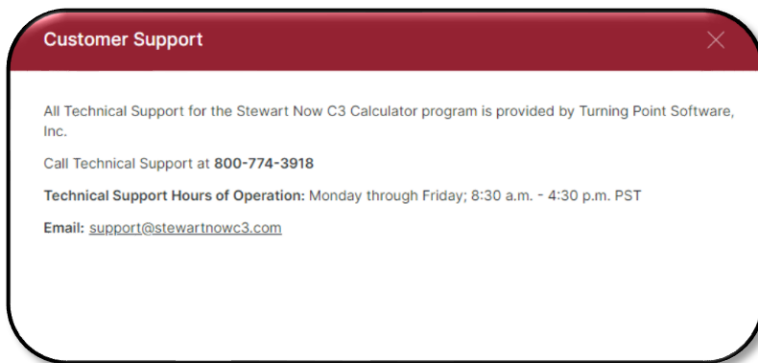 Customer Support
All Technical Support for the Stewart Now C3 Calculator program is provided by Turning Point Software,
Inc.
Call Technical Support at 800-774-3918
Technical Support Hours of Operation: Monday through Friday; 8:30 a.m. - 4:30 p.m. PST
Email: support@stewartnowc3.com